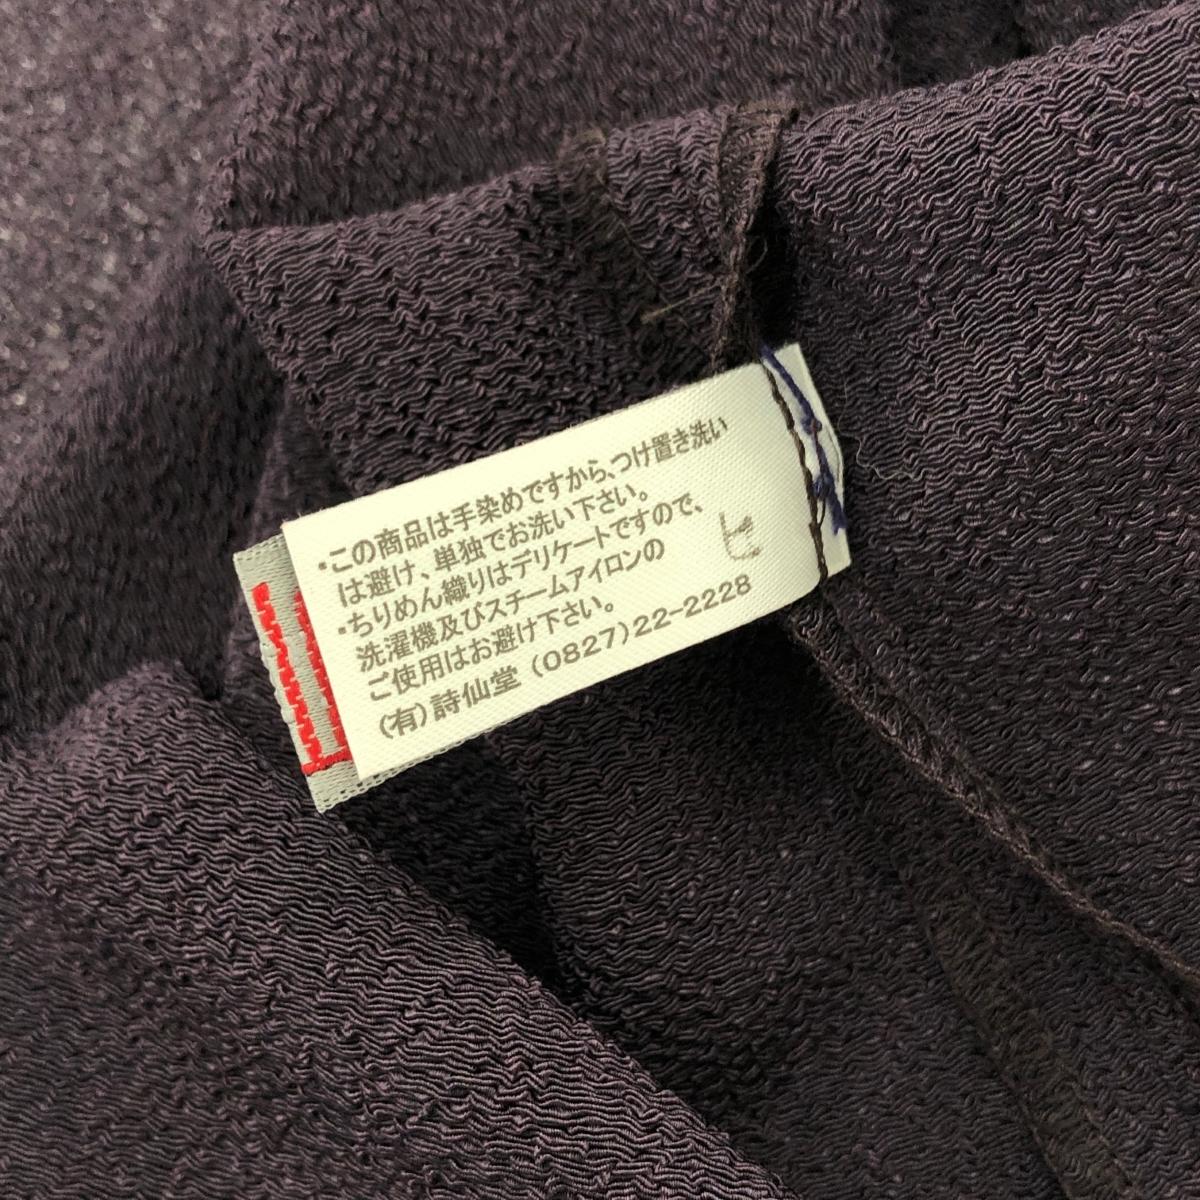 ・この商品は手染めですから、つけ置き洗い
は避け、単独でお洗い下さい。
・ちりめん織りはデリケートですので、
洗濯機及びスチームアイロンの
ご使用はお避け下さい。
(有)詩仙堂 (0827)22-2228
ヒ